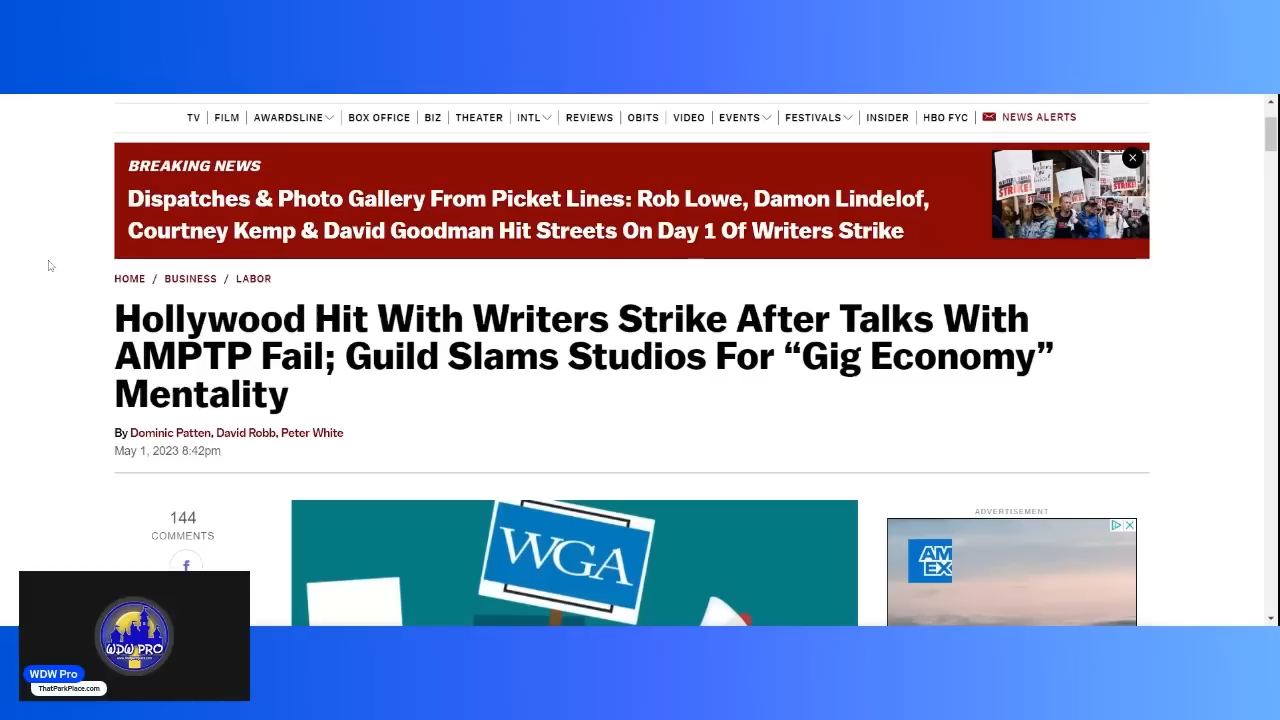 TV FILM AWARDSLINE BOX OFFICE BIZ THEATER INTL REVIEWS OBITS VIDEO EVENTS FESTIVALS INSIDER HBO FYC NEWS ALERTS
BREAKING NEWS
Dispatches & Photo Gallery From Picket Lines: Rob Lowe, Damon Lindelof,
Courtney Kemp & David Goodman Hit Streets On Day 1 Of Writers Strike
STRIKE!
STRIKE!
HOME / BUSINESS / LABOR
Hollywood Hit With Writers Strike After Talks With
AMPTP Fail; Guild Slams Studios For “Gig Economy”
Mentality
By Dominic Patten, David Robb, Peter White
May 1, 2023 8:42pm
144
COMMENTS
f
WGA
ADVERTISEMENT
AM
EX
WDW PRO
WDW Pro
ThatParkPlace.com